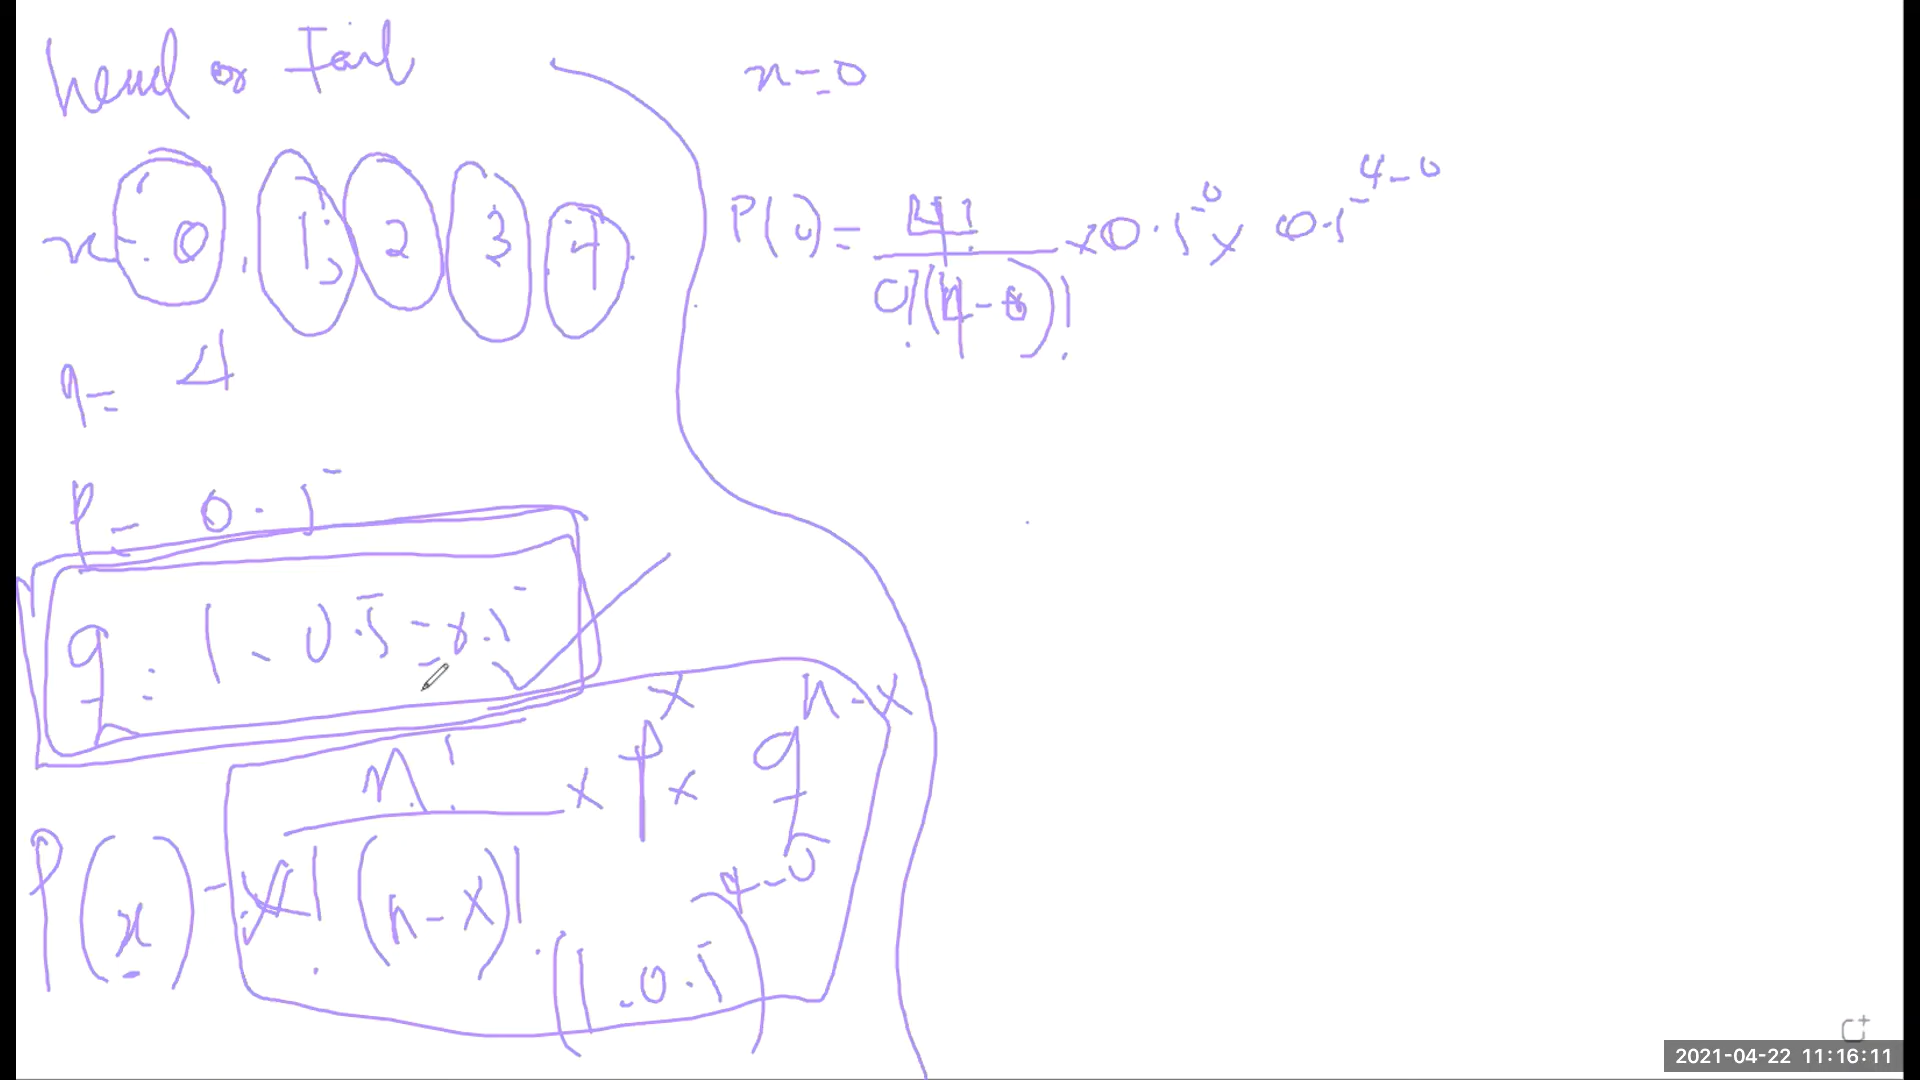 head or Tail
x = 0, 1, 2, 3, 4
n = 4
p = 0.5
q = 1 - 0.5 = 0.5
n! × p^x × q^n-x
P(x) = x! (n-x)!
(1-0.5)^4-0
x = 0
P(0) = 4! × 0.5^0 × 0.5^4-0
0!(4-0)!
2021-04-22 11:16:11